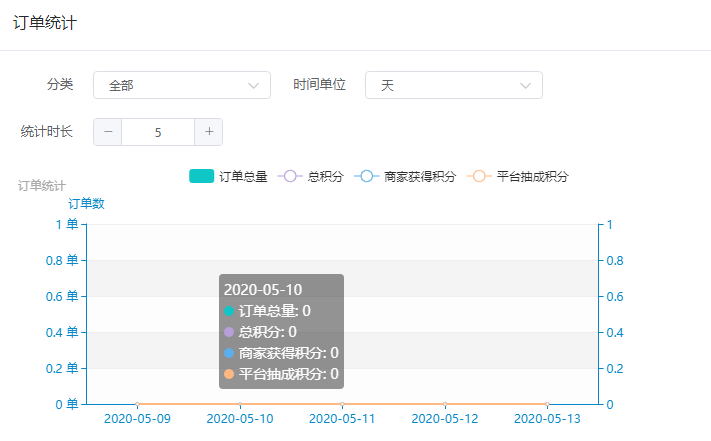 订单统计
分类 全部 时间单位 天
统计时长 − 5 +
订单统计 订单总量 总积分 商家获得积分 平台抽成积分
订单数
1 单 1
0.8 单 0.8
0.6 单 0.6
0.4 单 0.4
0.2 单 0.2
0 单 0
2020-05-10
订单总量: 0
总积分: 0
商家获得积分: 0
平台抽成积分: 0
2020-05-09 2020-05-10 2020-05-11 2020-05-12 2020-05-13